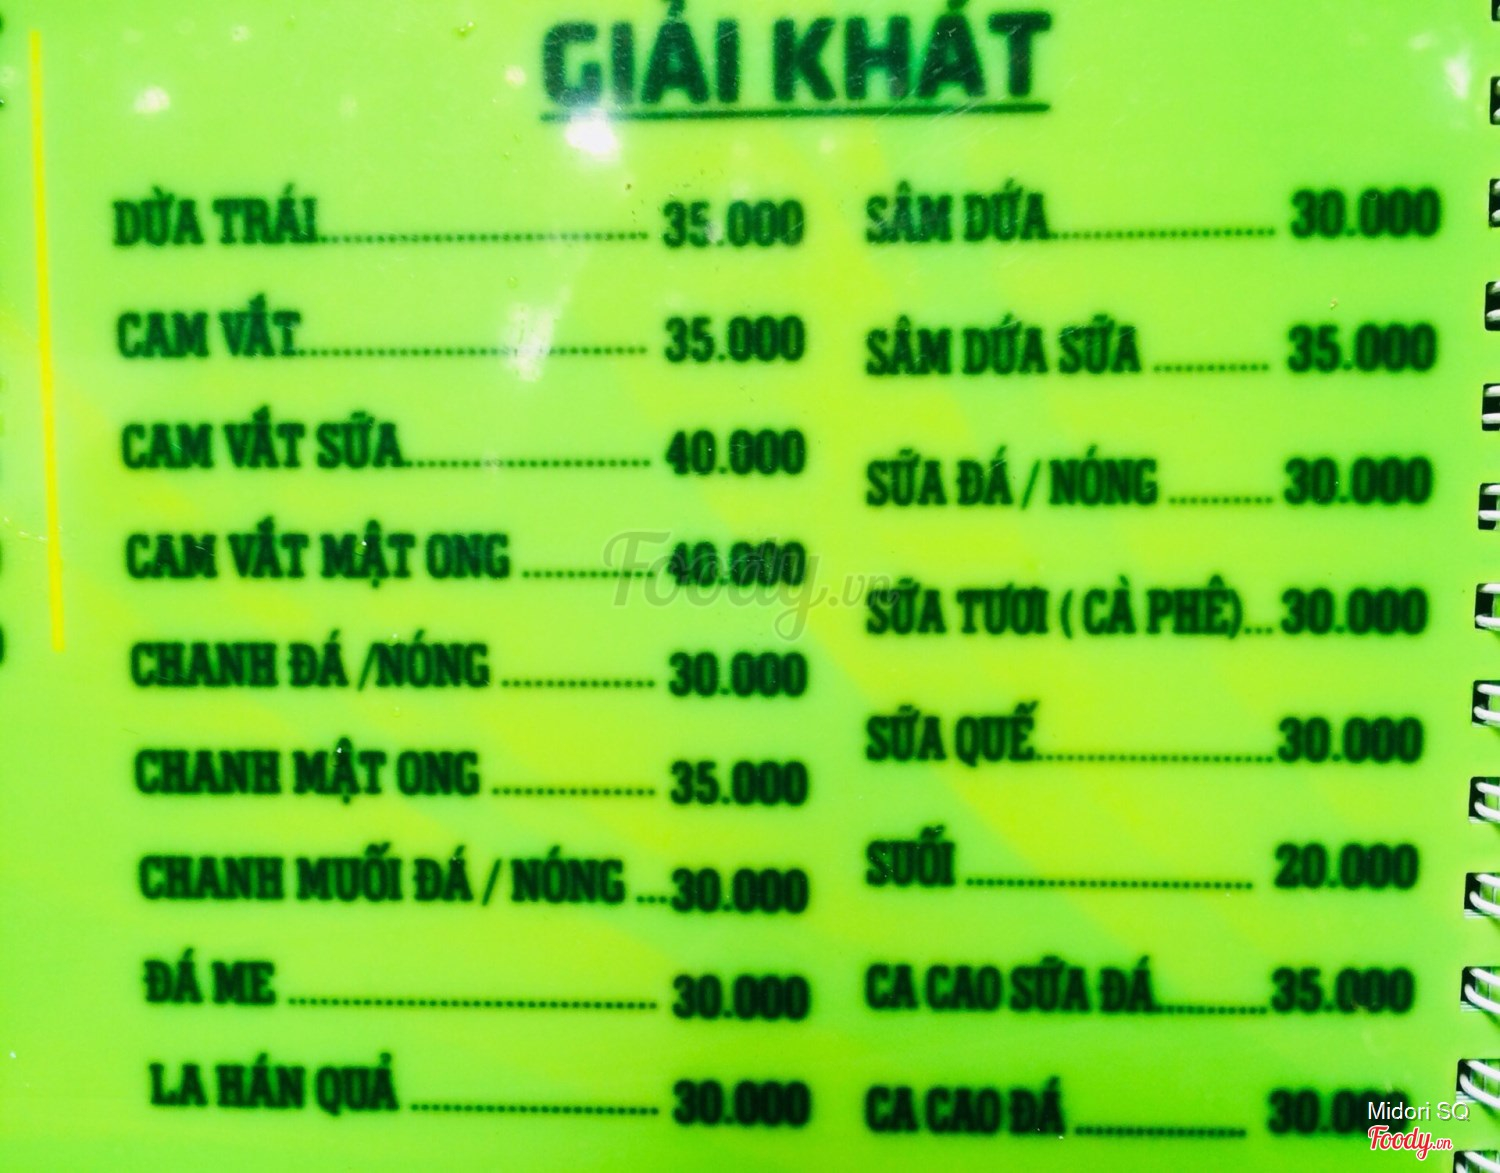 GIẢI KHÁT
DỪA TRÁI.............................. 35.000
CAM VẮT................................ 35.000
CAM VẮT SỮA....................... 40.000
CAM VẮT MẬT ONG ............ 40.000
CHANH ĐÁ /NÓNG .............. 30.000
CHANH MẬT ONG ............... 35.000
CHANH MUỐI ĐÁ / NÓNG ...30.000
ĐÁ ME .................................. 30.000
LA HÁN QUẢ ....................... 30.000
SÂM DỨA..................... 30.000
SÂM DỨA SỮA ........... 35.000
SỮA ĐÁ / NÓNG .......... 30.000
SỮA TƯƠI ( CÀ PHÊ)... 30.000
SỮA QUẾ.......................30.000
SUỐI .......................... 20.000
CA CAO SỮA ĐÁ..........35.000
CA CAO ĐÁ ................ 30.000
Foody.vn
Midori SQ
Foody.vn